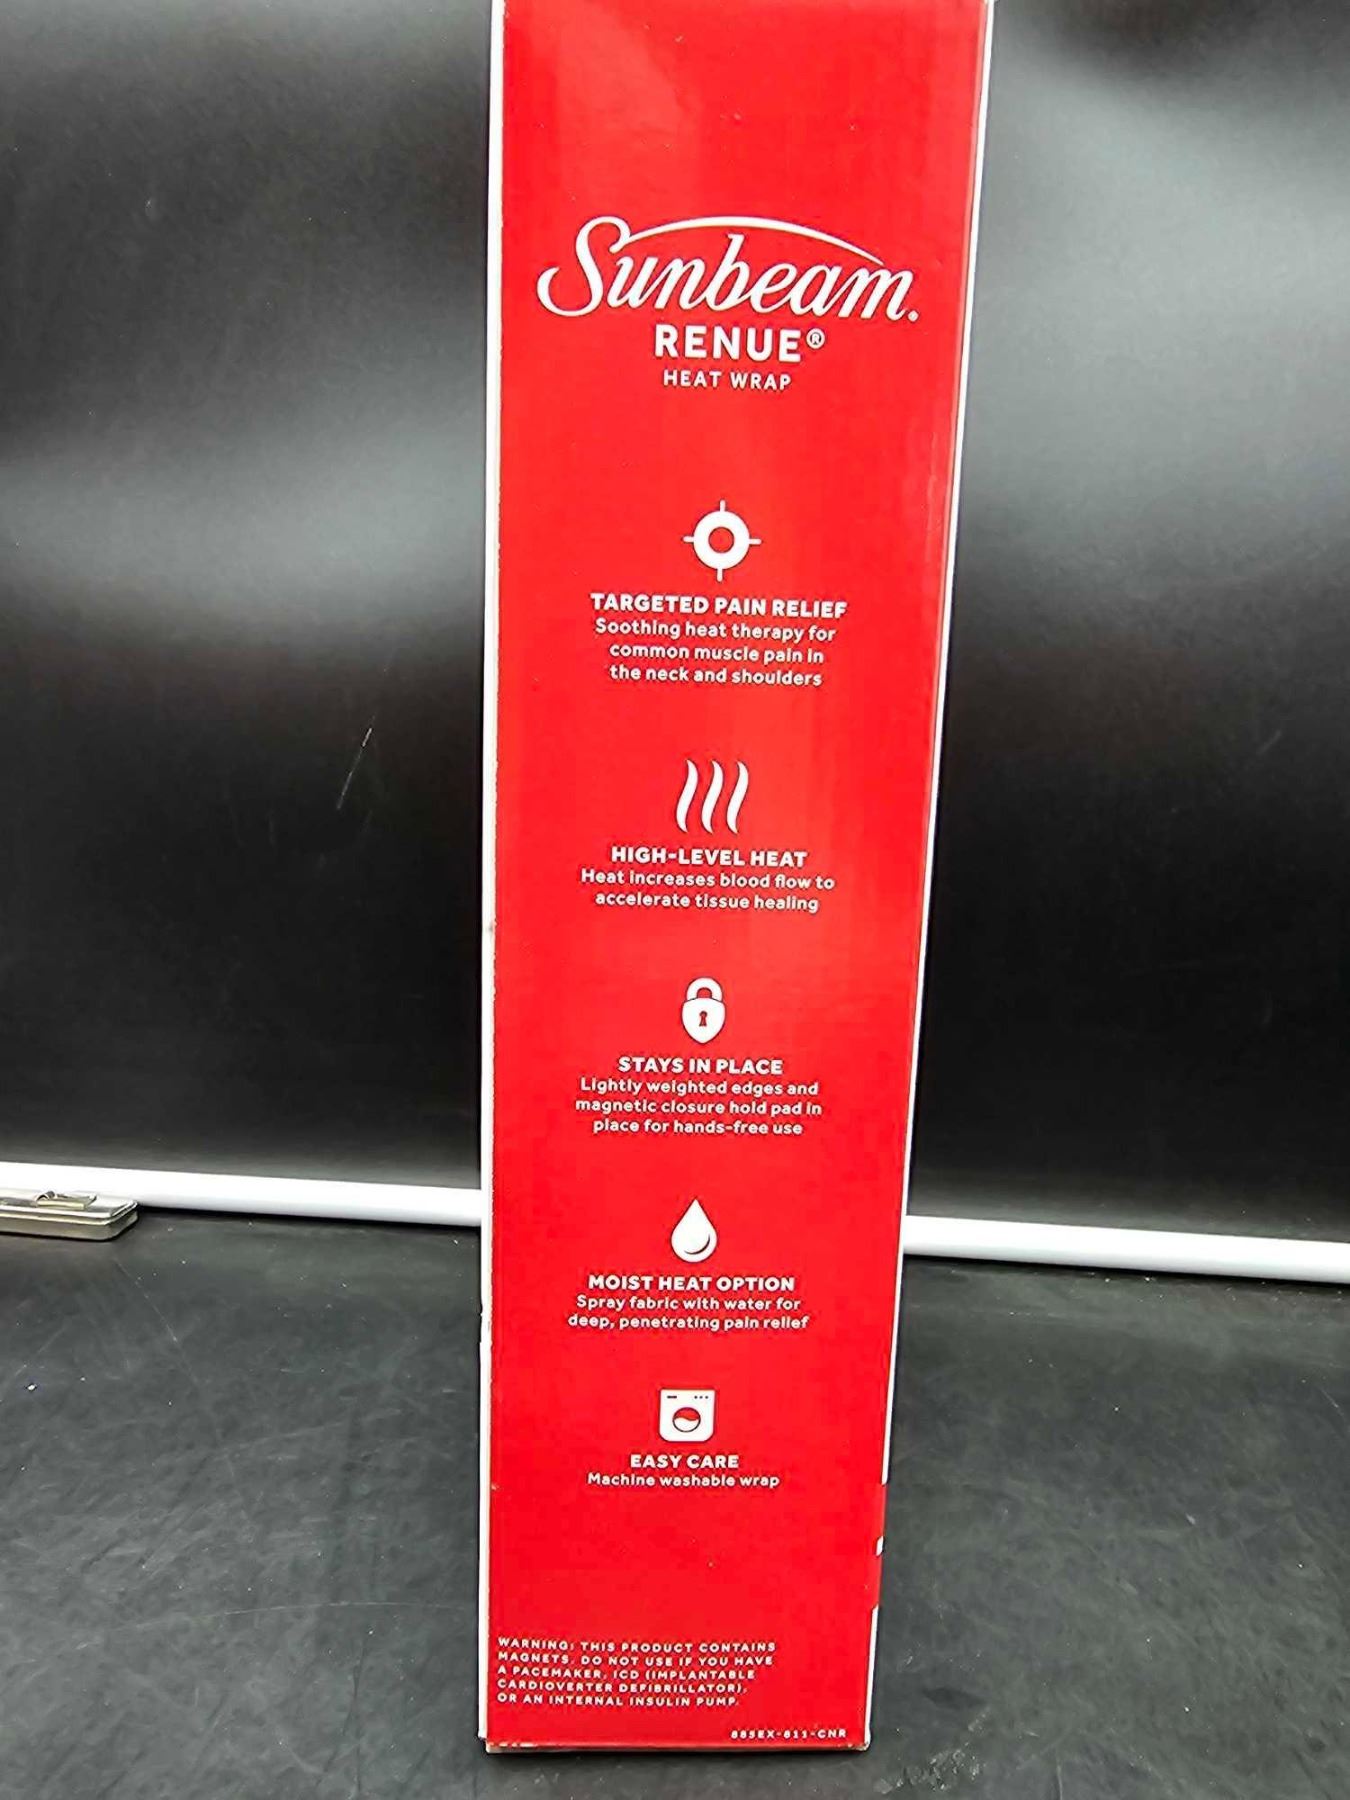 Sunbeam.
RENUE®
HEAT WRAP
TARGETED PAIN RELIEF
Soothing heat therapy for
common muscle pain in
the neck and shoulders
HIGH-LEVEL HEAT
Heat increases blood flow to
accelerate tissue healing
STAYS IN PLACE
Lightly weighted edges and
magnetic closure hold pad in
place for hands-free use
MOIST HEAT OPTION
Spray fabric with water for
deep, penetrating pain relief
EASY CARE
Machine washable wrap
WARNING: THIS PRODUCT CONTAINS
MAGNETS. DO NOT USE IF YOU HAVE
A PACEMAKER, ICD (IMPLANTABLE
CARDIOVERTER DEFIBRILLATOR),
OR AN INTERNAL INSULIN PUMP.
885EX-811-CNR